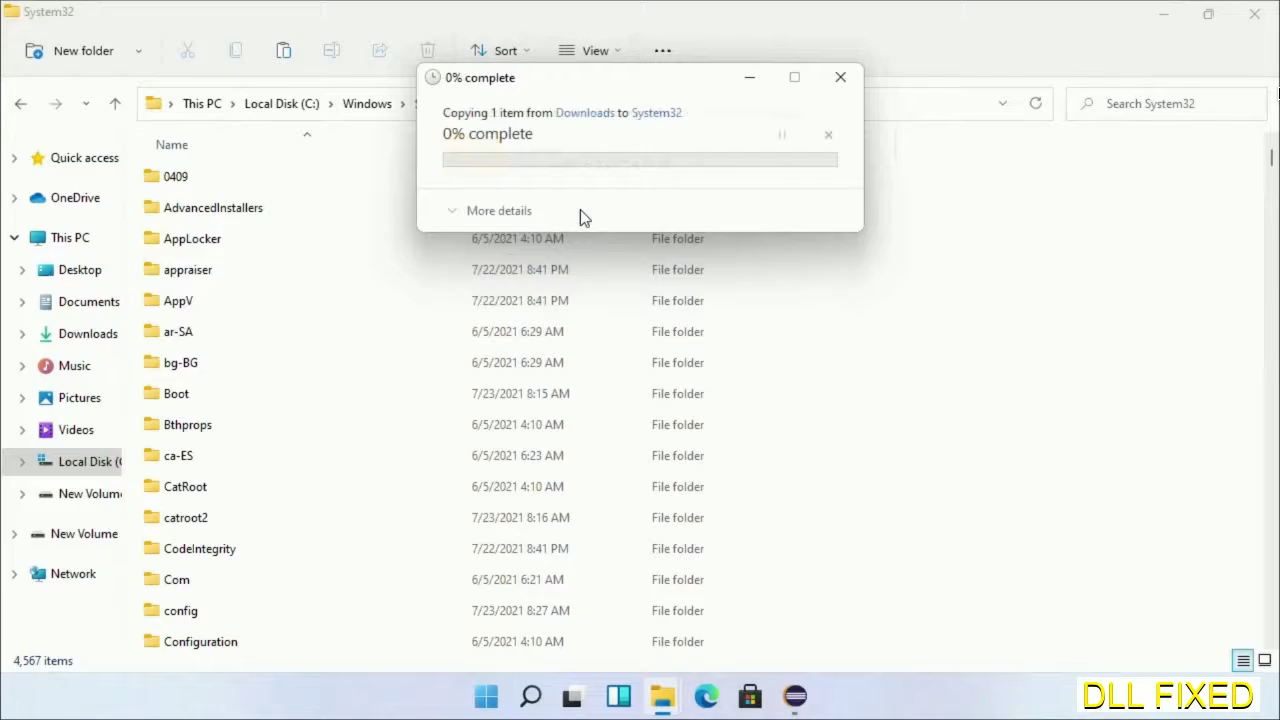 System32
New folder
Sort
View
0% complete
Copying 1 item from Downloads to System32
0% complete
More details
This PC
Local Disk (C:)
Windows
Search System32
Name
Quick access
OneDrive
This PC
Desktop
Documents
Downloads
Music
Pictures
Videos
Local Disk (C
New Volum
New Volume
Network
0409
AdvancedInstallers
AppLocker 6/5/2021 4:10 AM File folder
appraiser 7/22/2021 8:41 PM File folder
AppV 7/22/2021 8:41 PM File folder
ar-SA 6/5/2021 6:29 AM File folder
bg-BG 6/5/2021 6:29 AM File folder
Boot 7/23/2021 8:15 AM File folder
Bthprops 6/5/2021 4:10 AM File folder
ca-ES 6/5/2021 6:23 AM File folder
CatRoot 6/5/2021 4:10 AM File folder
catroot2 7/23/2021 8:16 AM File folder
CodeIntegrity 7/22/2021 8:41 PM File folder
Com 6/5/2021 6:21 AM File folder
config 7/23/2021 8:27 AM File folder
Configuration 6/5/2021 4:10 AM File folder
4,567 items
DLL FIXED